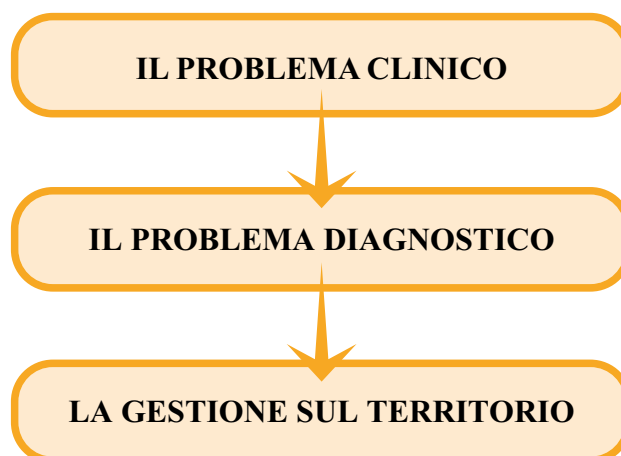 IL PROBLEMA CLINICO
IL PROBLEMA DIAGNOSTICO
LA GESTIONE SUL TERRITORIO